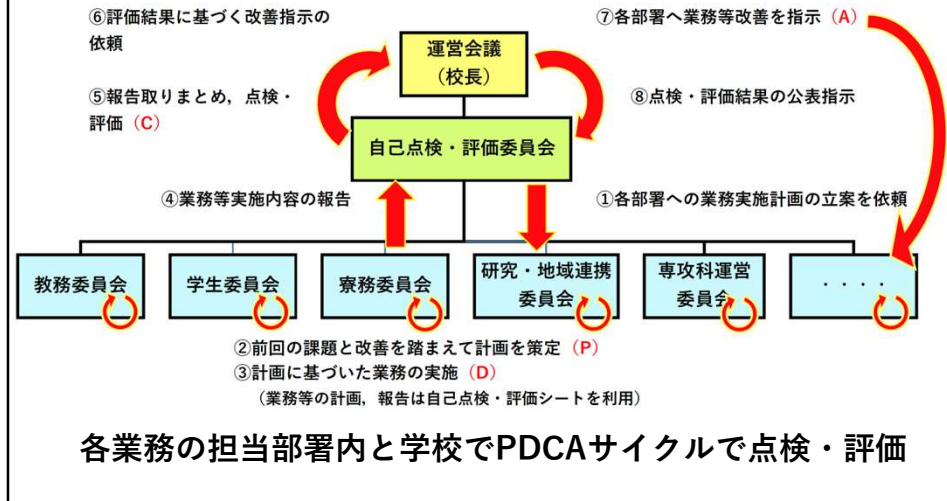 ⑥評価結果に基づく改善指示の
依頼
⑦各部署へ業務等改善を指示（A）
運営会議
（校長）
⑤報告取りまとめ，点検・
評価（C）
⑧点検・評価結果の公表指示
自己点検・評価委員会
④業務等実施内容の報告
①各部署への業務実施計画の立案を依頼
教務委員会
学生委員会
寮務委員会
研究・地域連携
委員会
専攻科運営
委員会
・・・・
②前回の課題と改善を踏まえて計画を策定（P）
③計画に基づいた業務の実施（D）
（業務等の計画，報告は自己点検・評価シートを利用）
各業務の担当部署内と学校でPDCAサイクルで点検・評価